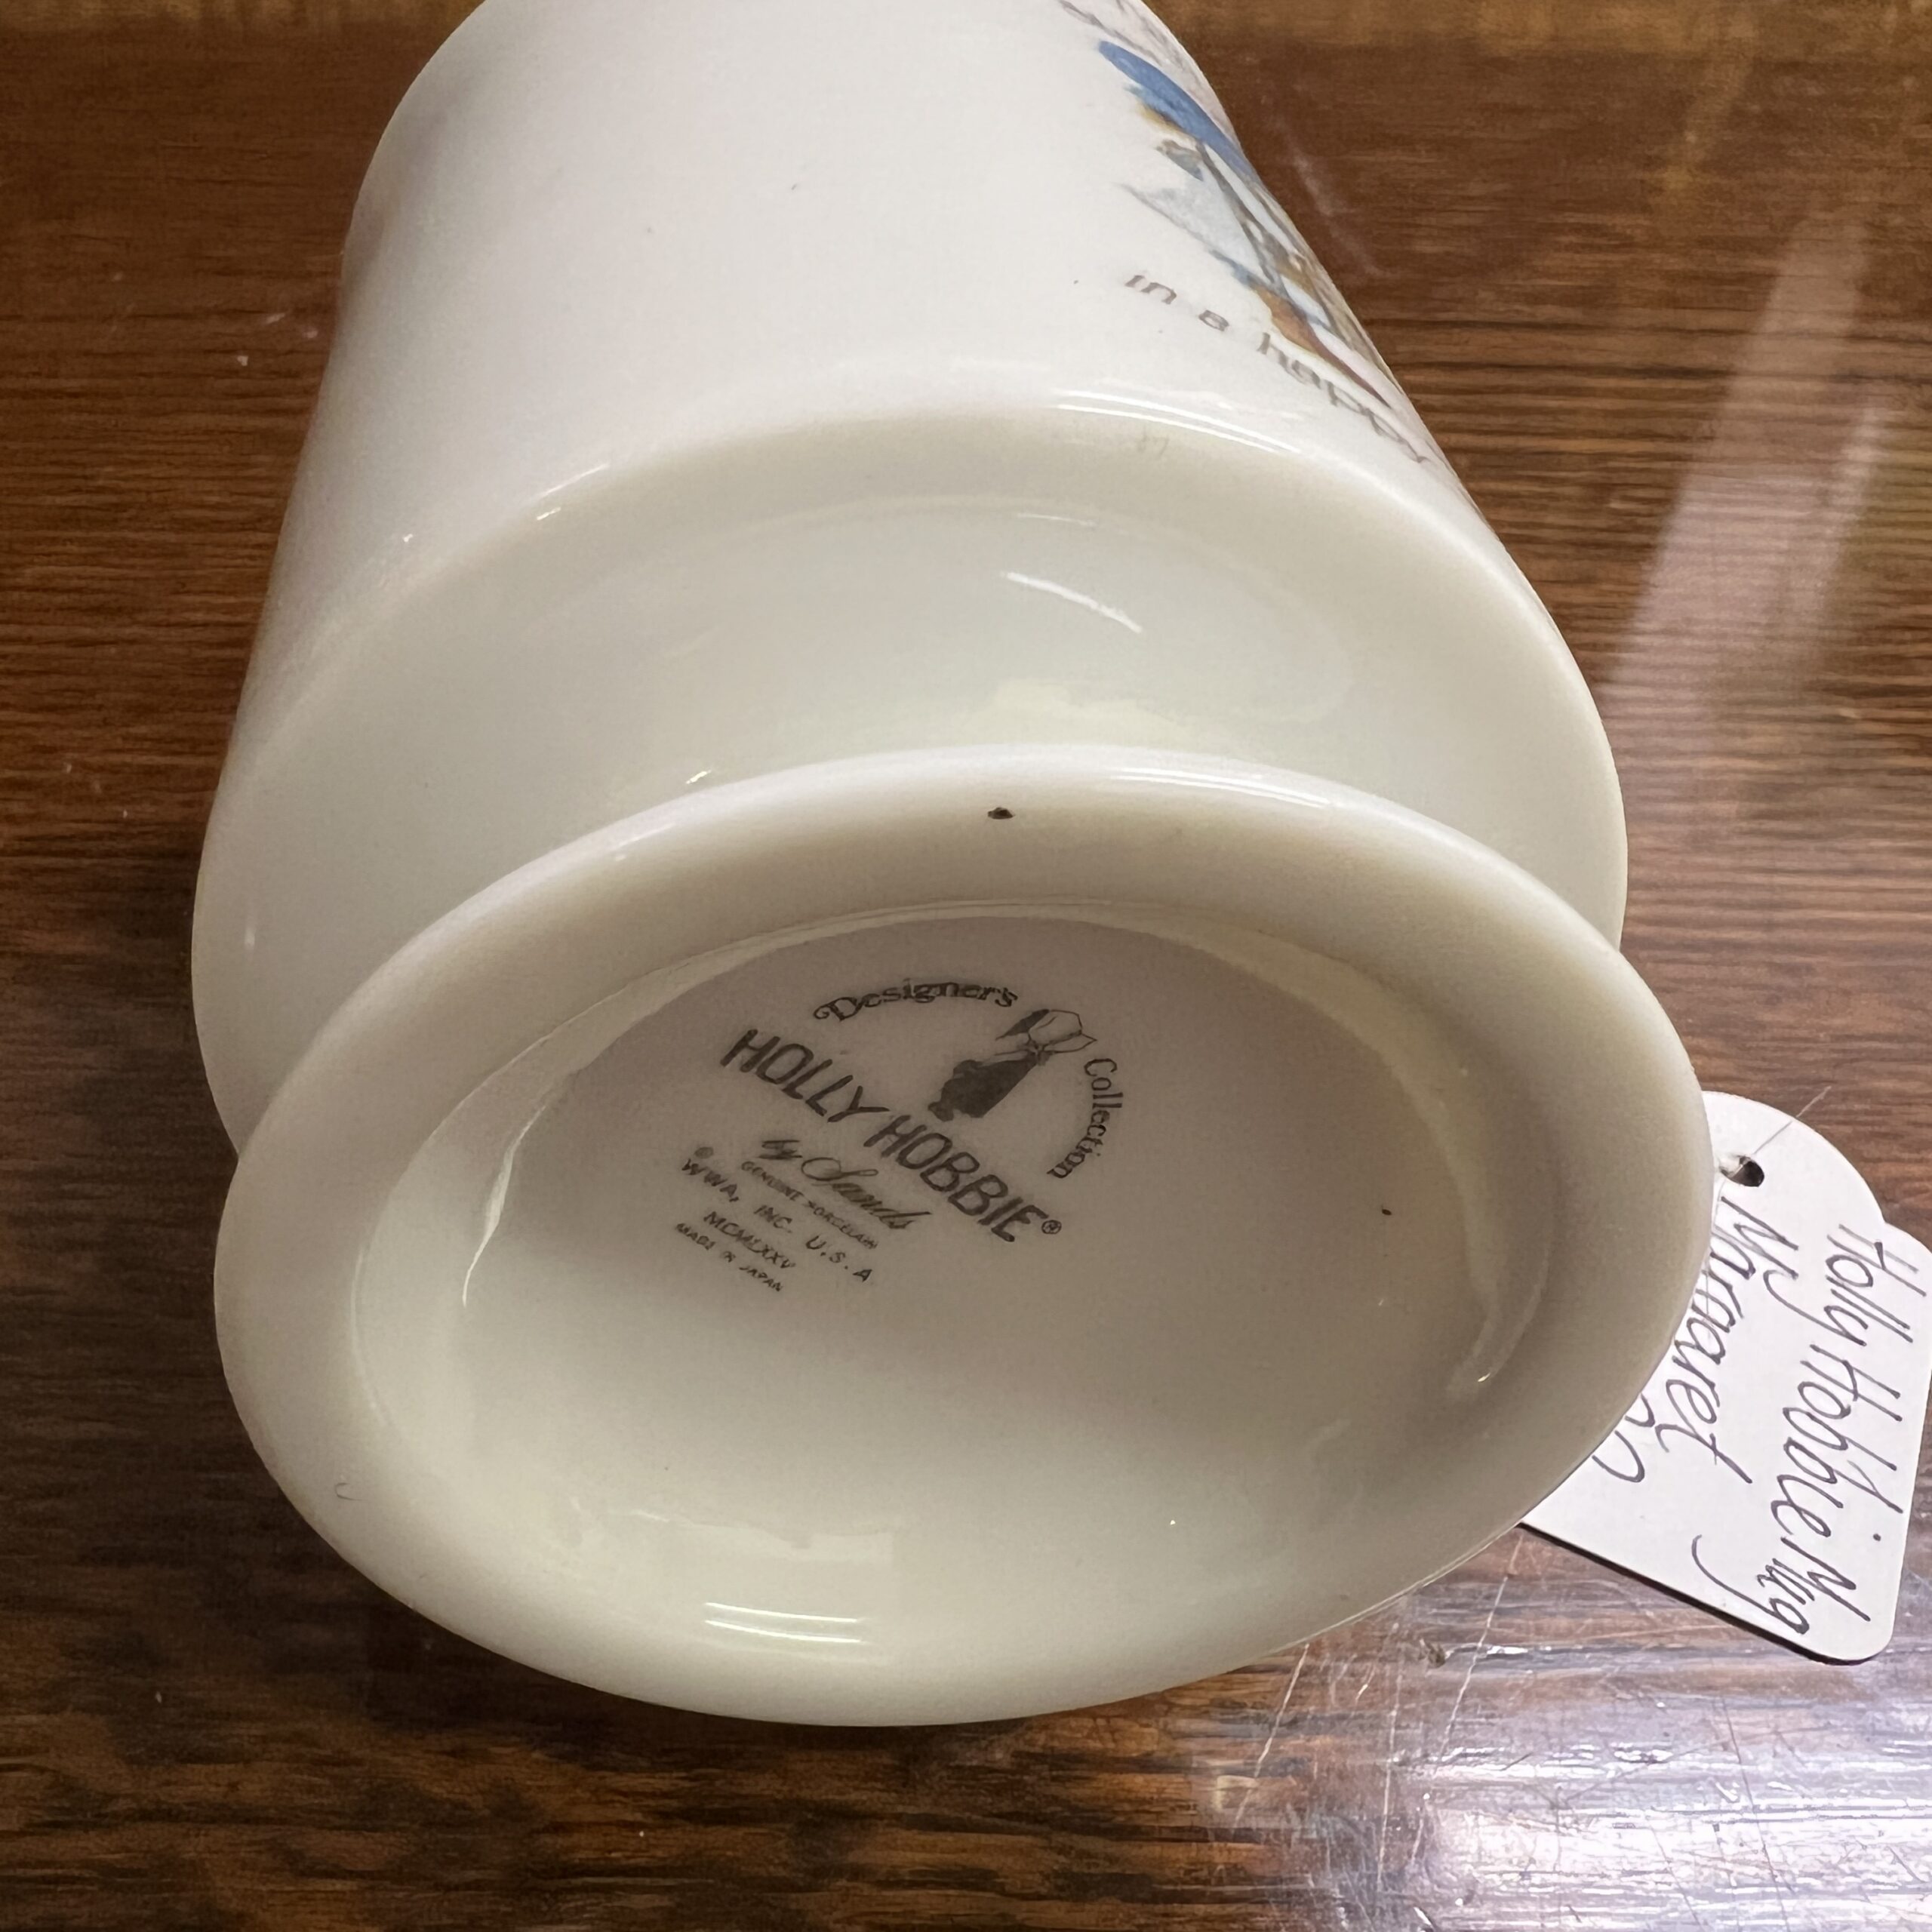 in a happy
Designer's Collection
HOLLY HOBBIE®
by Sands
GENUINE PORCELAIN
© WWA, INC. U.S.A
MCMLXXV
MADE IN JAPAN
Holly Hobbie Mug
Margaret